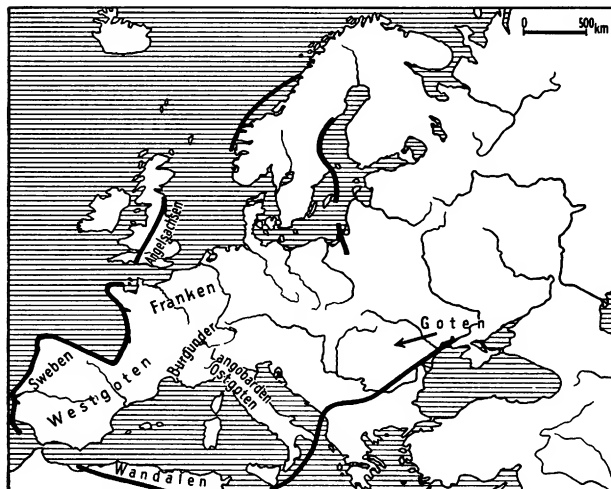 0 500km
Angelsachsen
Franken
Goten
Burgunder
Langobarden
/Ostgoten
Sweben
Westgoten
Wandalen